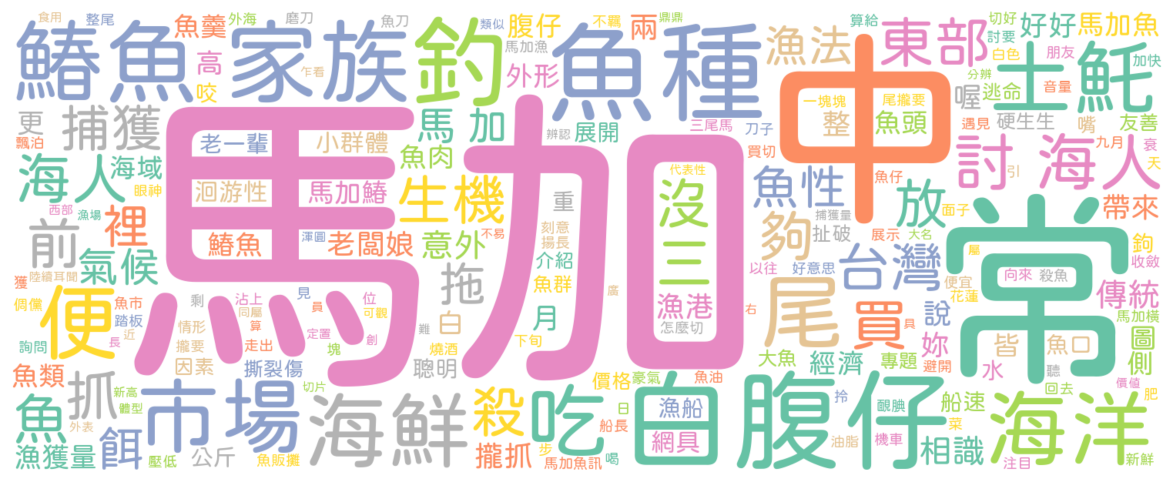 食用 整尾 魚羹 外海 磨刀 魚刀 類似 腹仔 不羈 兩 鼎鼎 漁法 算給 東部 切好 討要 好好 馬加魚
鯖魚 家族 釣 馬加漁 魚種 中 白色 朋友 加快
高 乍看 外形 分辨 土魠
咬 一塊塊 尾攏要 喔 逃命 音量
更 捕獲 老一輩 小群體 馬加 辨認 展開 三尾馬 刀子 整 魚頭 遇見 硬生生 嘴 友善
飄泊 買切 九月 衰
海人 海域 魚肉 代表性 討海人 天
眼神 洄游性 馬加鰆 生機 重 沒 魚性 魚仔 放 引 面子 帶來
西部 漁場 裡 前 刻意 三 捕獲量 夠 扯破 展示 大名 鉤
鰆魚 渾圓 老闆娘 意外 不易 揚長 介紹 漁港 以往 好意思 台灣 屬 收斂
氣候 陸續耳聞 獲 拖 魚群 廣 怎麼切 尾 便宜 向來 殺魚 傳統
倜儻 便 魚市 剩 沾上 同屬 見 員 位 可觀 月 右 買 具 花蓮 常 馬加橫
踏板 近 長 情形 算 定置 創 白 難 下旬 說 圖
詢問 攏要 走出 塊 燒酒 妳 避開 皆 魚口 側
魚類 因素 撕裂傷 聰明 價格 豪氣 魚油 大魚 經濟 專題 水 聽 回去 價值
抓 新高 體型 市場 海鮮 切片 殺 吃 日 白 漁船 腹仔 拎 靦腆 船速 菜 海洋 肥
魚 外表 船長 步 網具 油脂 機車 相識
漁獲量 餌 壓低 公斤 魚販攤 攏抓 馬加魚訊 喝 注目 新鮮
馬加